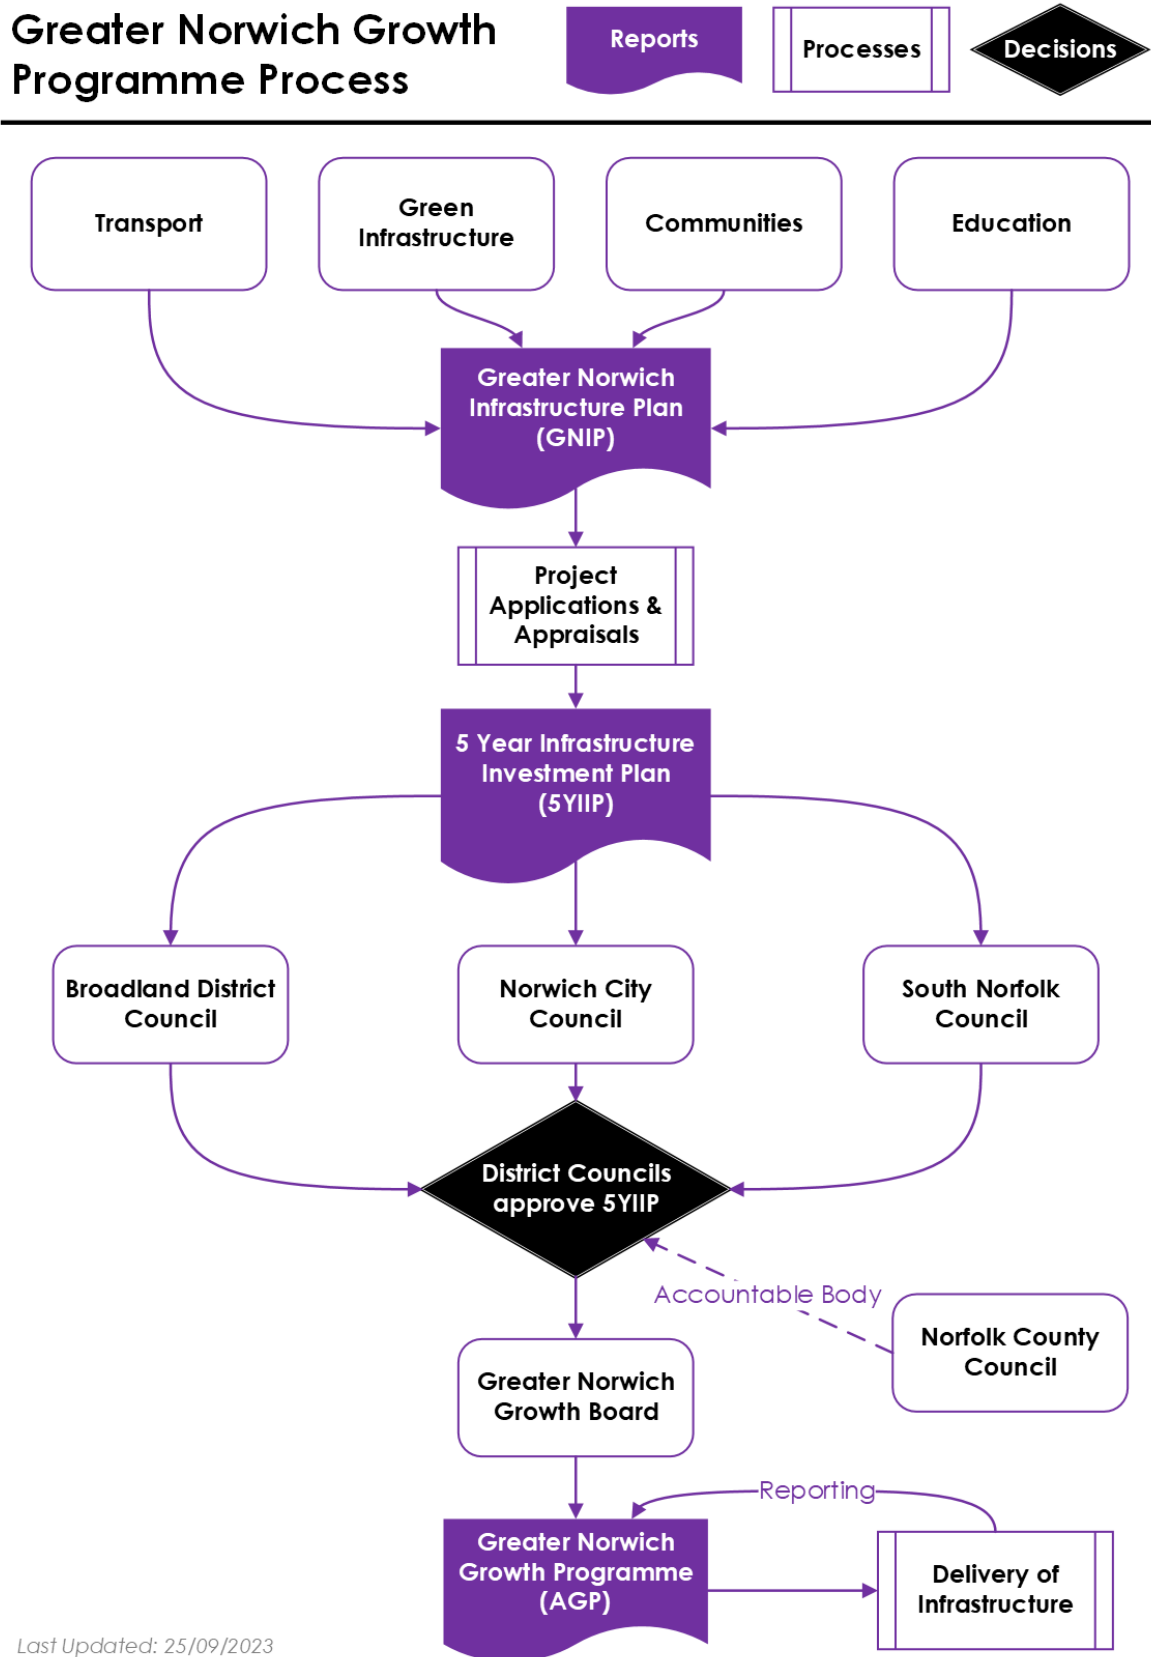 Greater Norwich Growth
Programme Process
Reports
Processes
Decisions
Transport
Green
Infrastructure
Communities
Education
Greater Norwich
Infrastructure Plan
(GNIP)
Project
Applications &
Appraisals
5 Year Infrastructure
Investment Plan
(5YIIP)
Broadland District
Council
Norwich City
Council
South Norfolk
Council
District Councils
approve 5YIIP
Accountable Body
Norfolk County
Council
Greater Norwich
Growth Board
Reporting
Greater Norwich
Growth Programme
(AGP)
Delivery of
Infrastructure
Last Updated: 25/09/2023